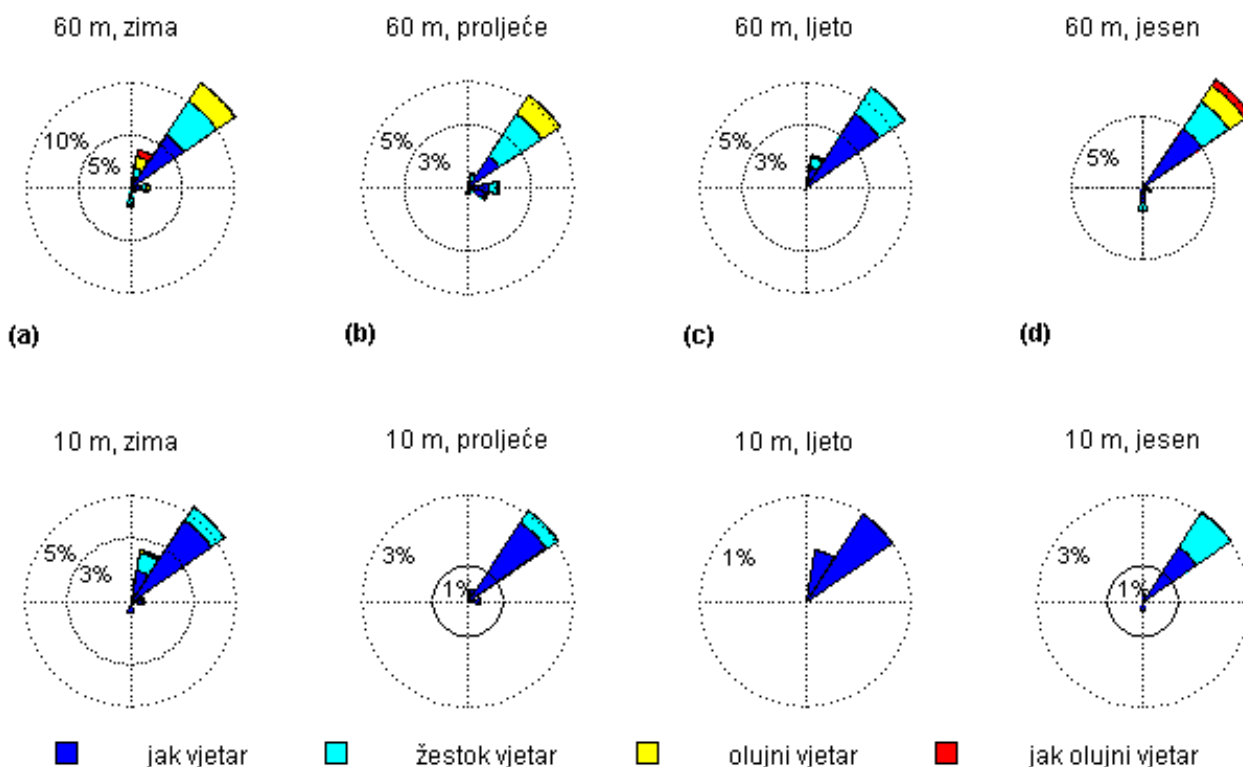 60 m, zima
60 m, proljeće
60 m, ljeto
60 m, jesen
10%
5%
5%
3%
5%
3%
5%
(a)
(b)
(c)
(d)
10 m, zima
10 m, proljeće
10 m, ljeto
10 m, jesen
5%
3%
3%
1%
1%
3%
1%
jak vjetar
žestok vjetar
olujni vjetar
jak olujni vjetar